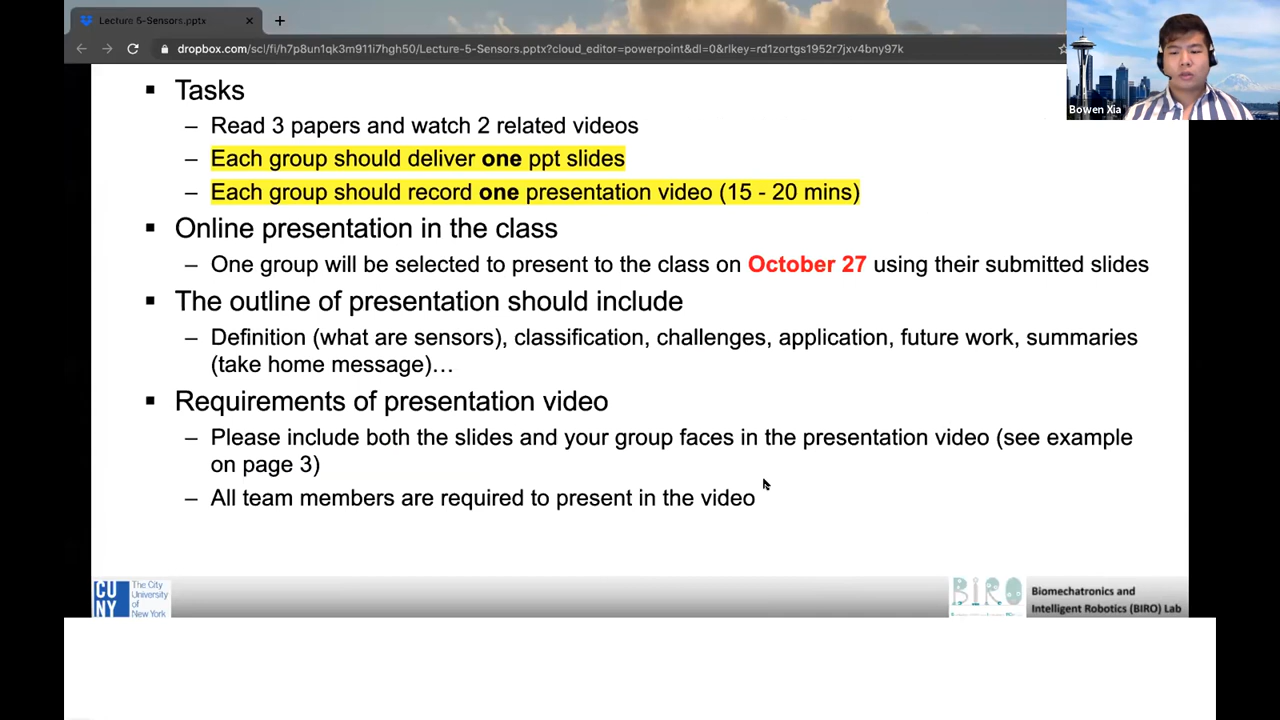 Lecture 5-Sensors.pptx
dropbox.com/scl/fi/h7p8un1qk3m911i7hgh50/Lecture-5-Sensors.pptx?cloud_editor=powerpoint&dl=0&rlkey=rd1zortgs1952r7jxv4bny97k
Bowen Xia
▪ Tasks
– Read 3 papers and watch 2 related videos
– Each group should deliver one ppt slides
– Each group should record one presentation video (15 - 20 mins)
▪ Online presentation in the class
– One group will be selected to present to the class on October 27 using their submitted slides
▪ The outline of presentation should include
– Definition (what are sensors), classification, challenges, application, future work, summaries
(take home message)…
▪ Requirements of presentation video
– Please include both the slides and your group faces in the presentation video (see example
on page 3)
– All team members are required to present in the video
CU
NY
The City
University
of
New York
BIRO
Biomechatronics and
Intelligent Robotics (BIRO) Lab